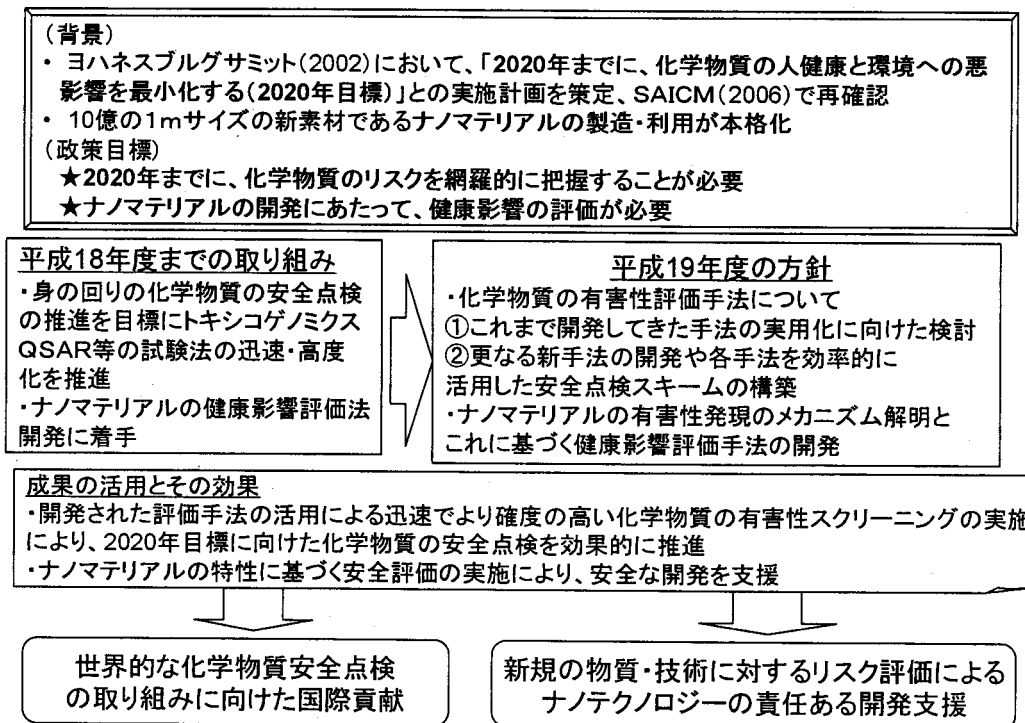 (背景)
・ ヨハネスブルグサミット(2002)において、「2020年までに、化学物質の人健康と環境への悪
影響を最小化する(2020年目標)」との実施計画を策定、SAICM(2006)で再確認
・ 10億の1mサイズの新素材であるナノマテリアルの製造・利用が本格化
(政策目標)
★2020年までに、化学物質のリスクを網羅的に把握することが必要
★ナノマテリアルの開発にあたって、健康影響の評価が必要
平成18年度までの取り組み
・身の回りの化学物質の安全点検
の推進を目標にトキシコゲノミクス
QSAR等の試験法の迅速・高度
化を推進
・ナノマテリアルの健康影響評価法
開発に着手
平成19年度の方針
・化学物質の有害性評価手法について
①これまで開発してきた手法の実用化に向けた検討
②更なる新手法の開発や各手法を効率的に
活用した安全点検スキームの構築
・ナノマテリアルの有害性発現のメカニズム解明と
これに基づく健康影響評価手法の開発
成果の活用とその効果
・開発された評価手法の活用による迅速でより確度の高い化学物質の有害性スクリーニングの実施
により、2020年目標に向けた化学物質の安全点検を効果的に推進
・ナノマテリアルの特性に基づく安全評価の実施により、安全な開発を支援
世界的な化学物質安全点検
の取り組みに向けた国際貢献
新規の物質・技術に対するリスク評価による
ナノテクノロジーの責任ある開発支援